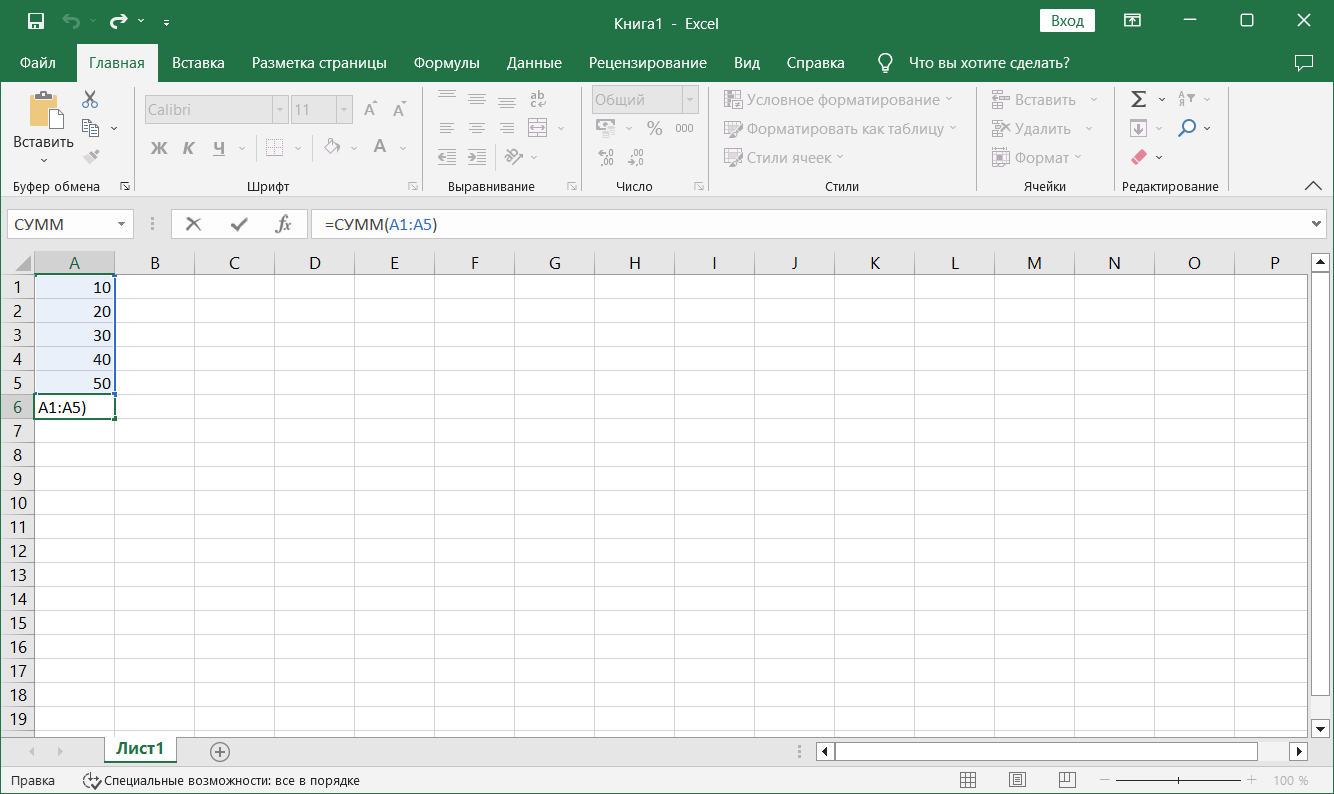 Книга1 - Excel
Вход
Файл Главная Вставка Разметка страницы Формулы Данные Рецензирование Вид Справка Что вы хотите сделать?
Вставить
Буфер обмена
Calibri 11
A A
Ж К Ч A
Шрифт
ab
c
Выравнивание
Общий
% 000
,00 ,00
Число
Условное форматирование
Форматировать как таблицу
Стили ячеек
Стили
Вставить
Удалить
Формат
Ячейки
Σ
А
Я
Редактирование
СУММ fx =СУММ(A1:A5)
A B C D E F G H I J K L M N O P
1 10
2 20
3 30
4 40
5 50
6 A1:A5)
7
8
9
10
11
12
13
14
15
16
17
18
19
Лист1
Правка Специальные возможности: все в порядке 100 %